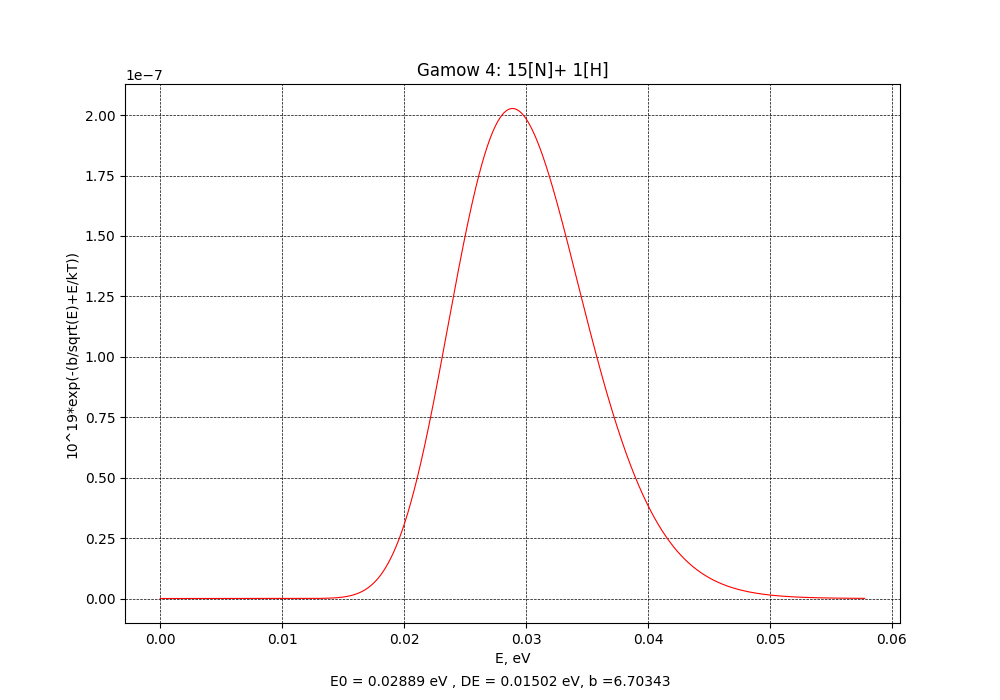 Gamow 4: 15[N]+ 1[H]
1e−7
2.00
1.75
1.50
1.25
1.00
0.75
0.50
0.25
0.00
10^19*exp(-(b/sqrt(E)+E/kT))
0.00 0.01 0.02 0.03 0.04 0.05 0.06
E, eV
E0 = 0.02889 eV , DE = 0.01502 eV, b =6.70343